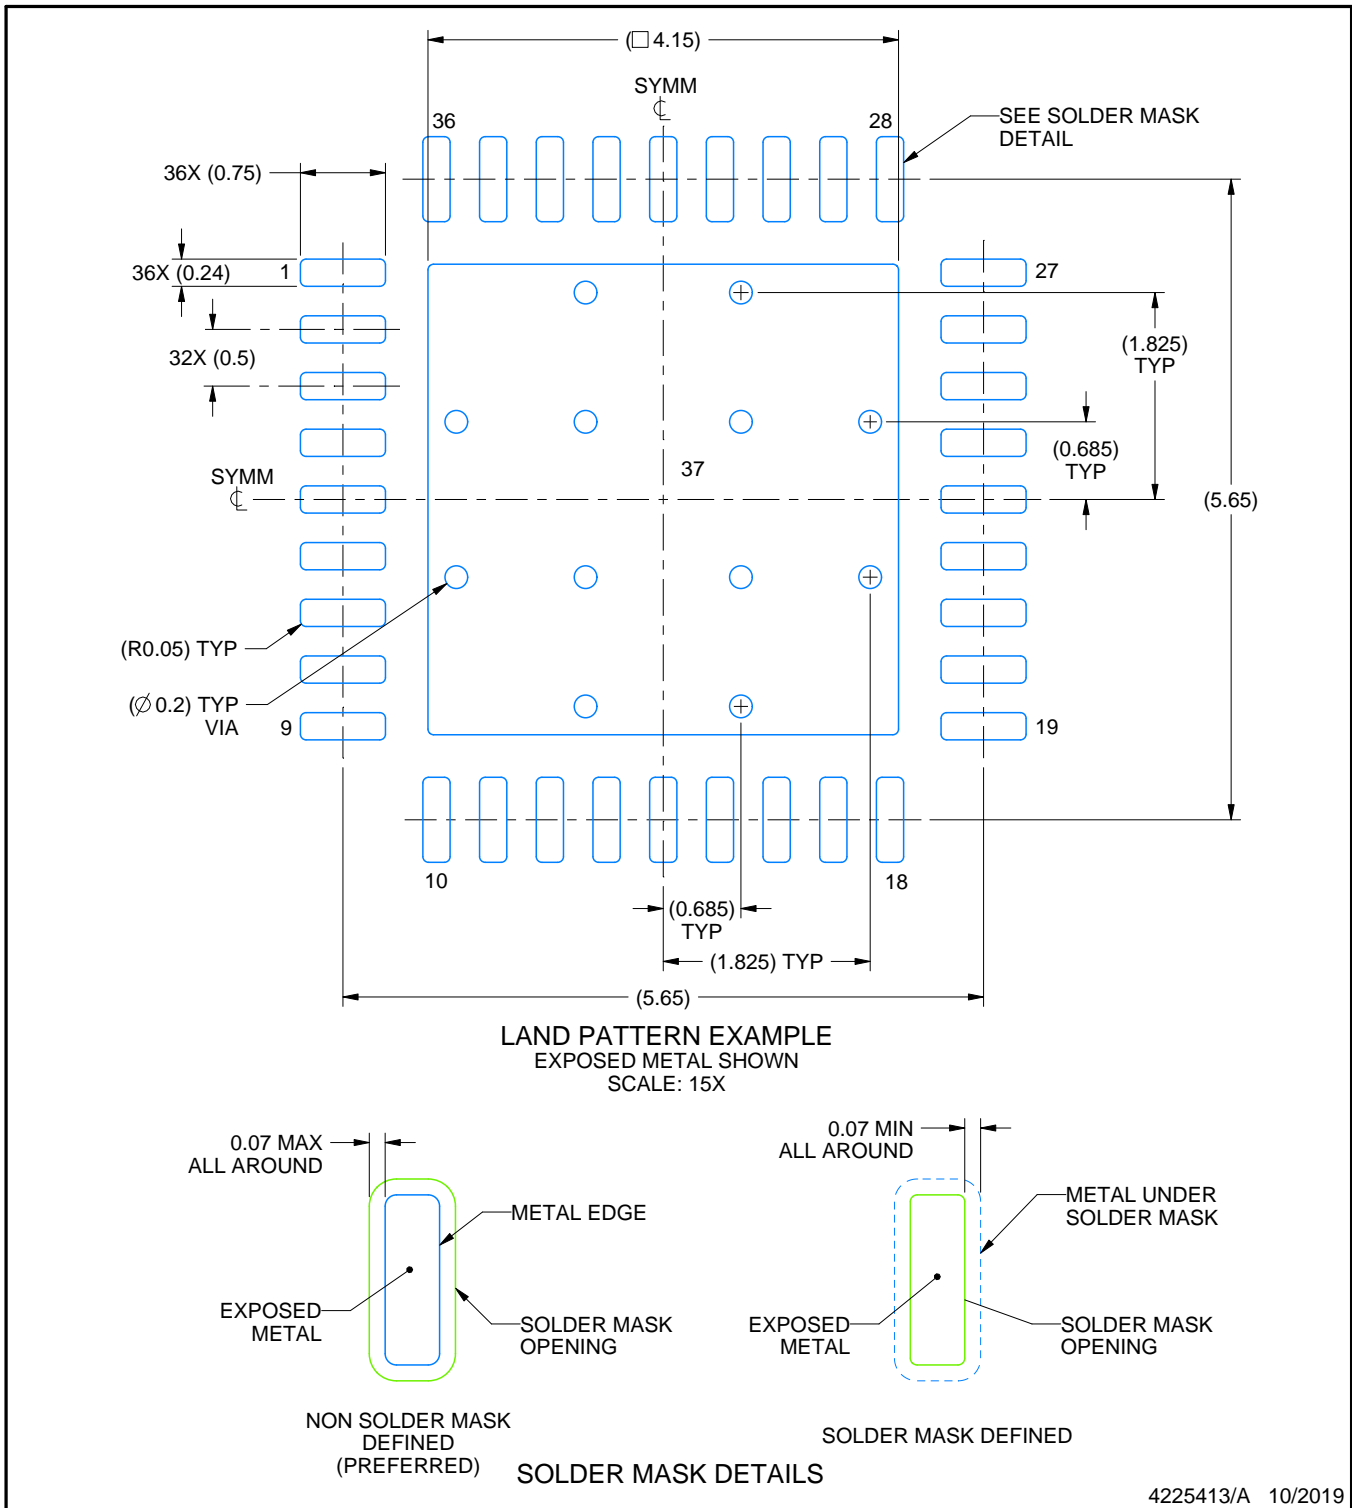 (□ 4.15)
SYMM
℄
36
28
SEE SOLDER MASK
DETAIL
36X (0.75)
36X (0.24)
1
27
32X (0.5)
(1.825)
TYP
(0.685)
TYP
37
SYMM
℄
(5.65)
(R0.05) TYP
(∅ 0.2) TYP
VIA
9
19
10
18
(0.685)
TYP
(1.825) TYP
(5.65)
LAND PATTERN EXAMPLE
EXPOSED METAL SHOWN
SCALE: 15X
0.07 MAX
ALL AROUND
METAL EDGE
EXPOSED
METAL
SOLDER MASK
OPENING
NON SOLDER MASK
DEFINED
(PREFERRED)
0.07 MIN
ALL AROUND
METAL UNDER
SOLDER MASK
EXPOSED
METAL
SOLDER MASK
OPENING
SOLDER MASK DEFINED
SOLDER MASK DETAILS
4225413/A 10/2019